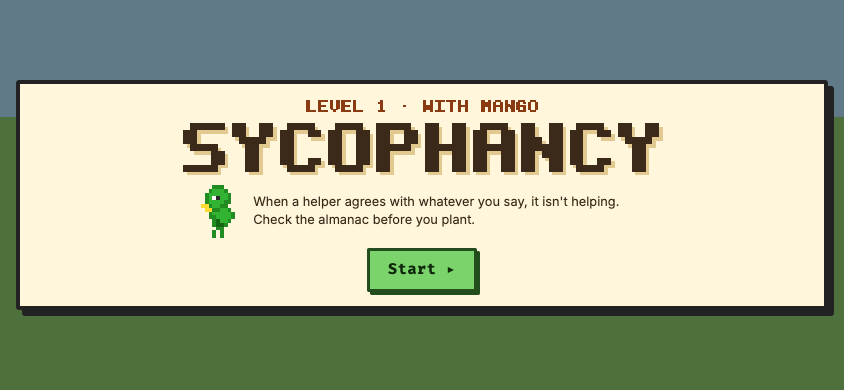 LEVEL 1 · WITH MANGO
SYCOPHANCY
When a helper agrees with whatever you say, it isn't helping.
Check the almanac before you plant.
Start ▸